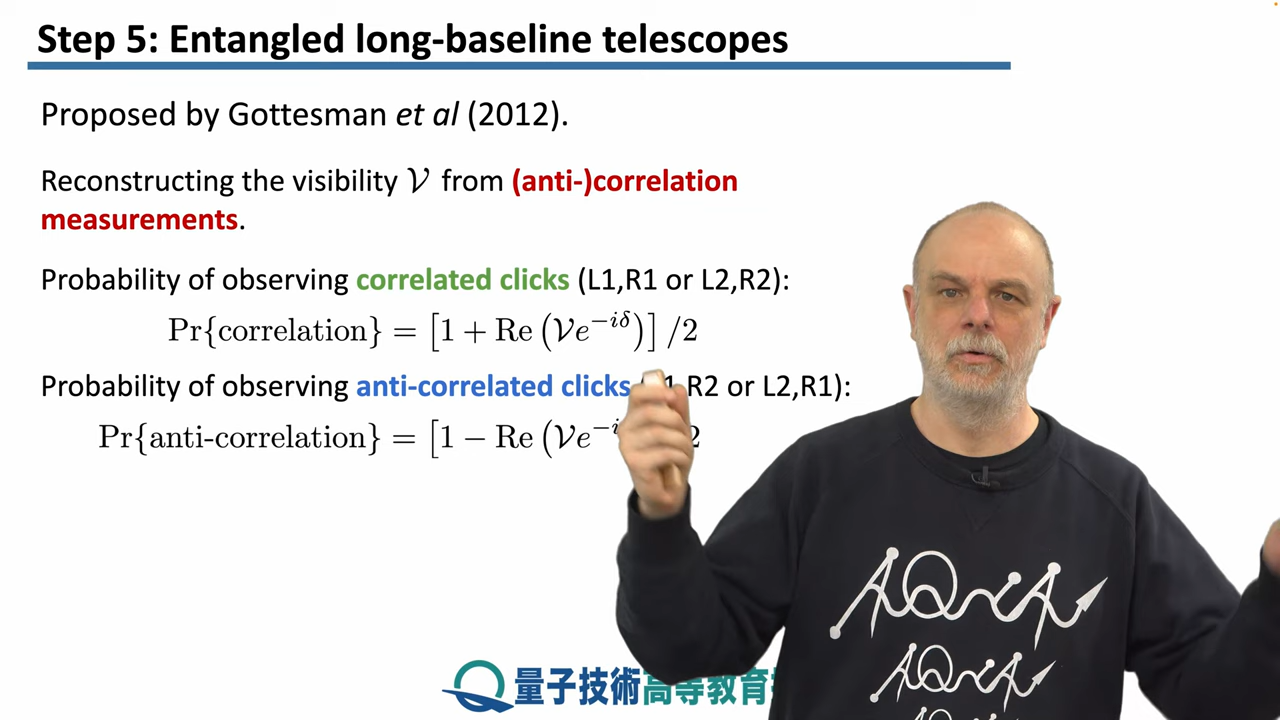 Step 5: Entangled long-baseline telescopes
Proposed by Gottesman et al (2012).
Reconstructing the visibility 𝒱 from (anti-)correlation
measurements.
Probability of observing correlated clicks (L1,R1 or L2,R2):
Pr{correlation} = [1 + Re (𝒱e^{-iδ})] /2
Probability of observing anti-correlated clicks R2 or L2,R1):
Pr{anti-correlation} = [1 − Re (𝒱e^{-i 2
AQUA
AQUA
量子技術高等教育